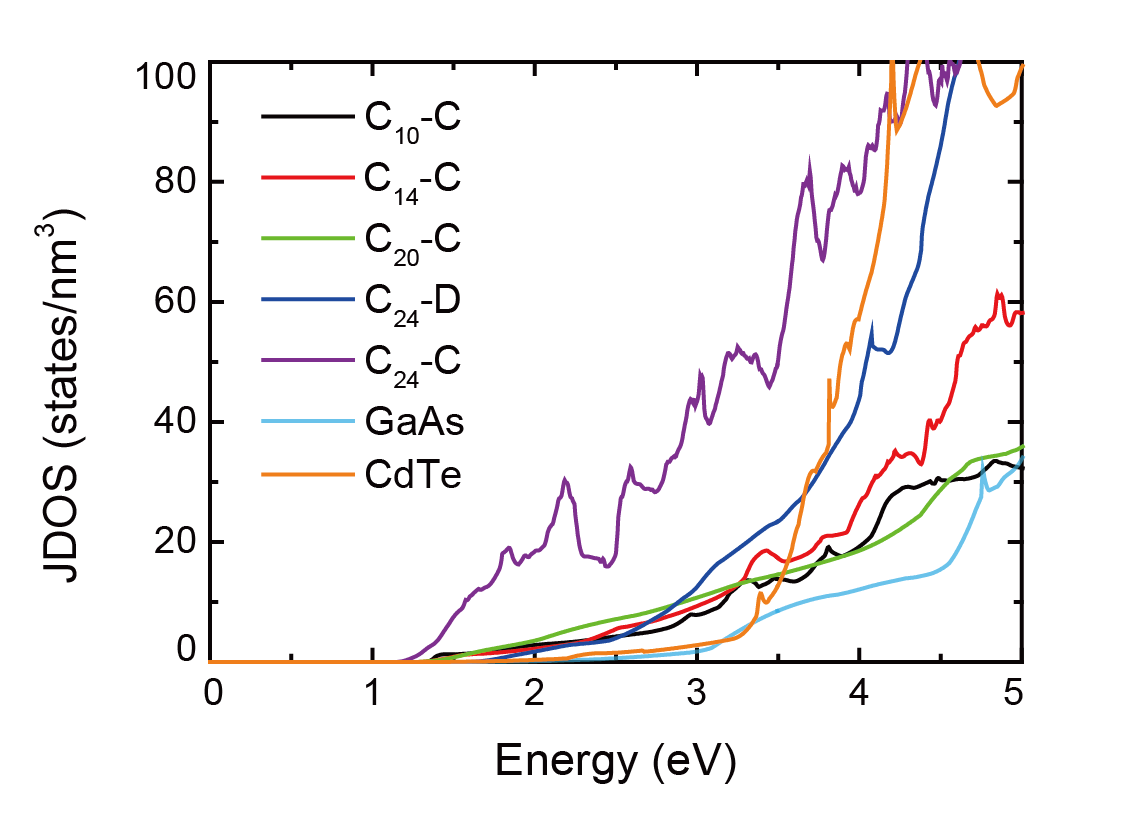 100
80
60
40
20
0
JDOS (states/nm³)
C₁₀-C
C₁₄-C
C₂₀-C
C₂₄-D
C₂₄-C
GaAs
CdTe
0 1 2 3 4 5
Energy (eV)